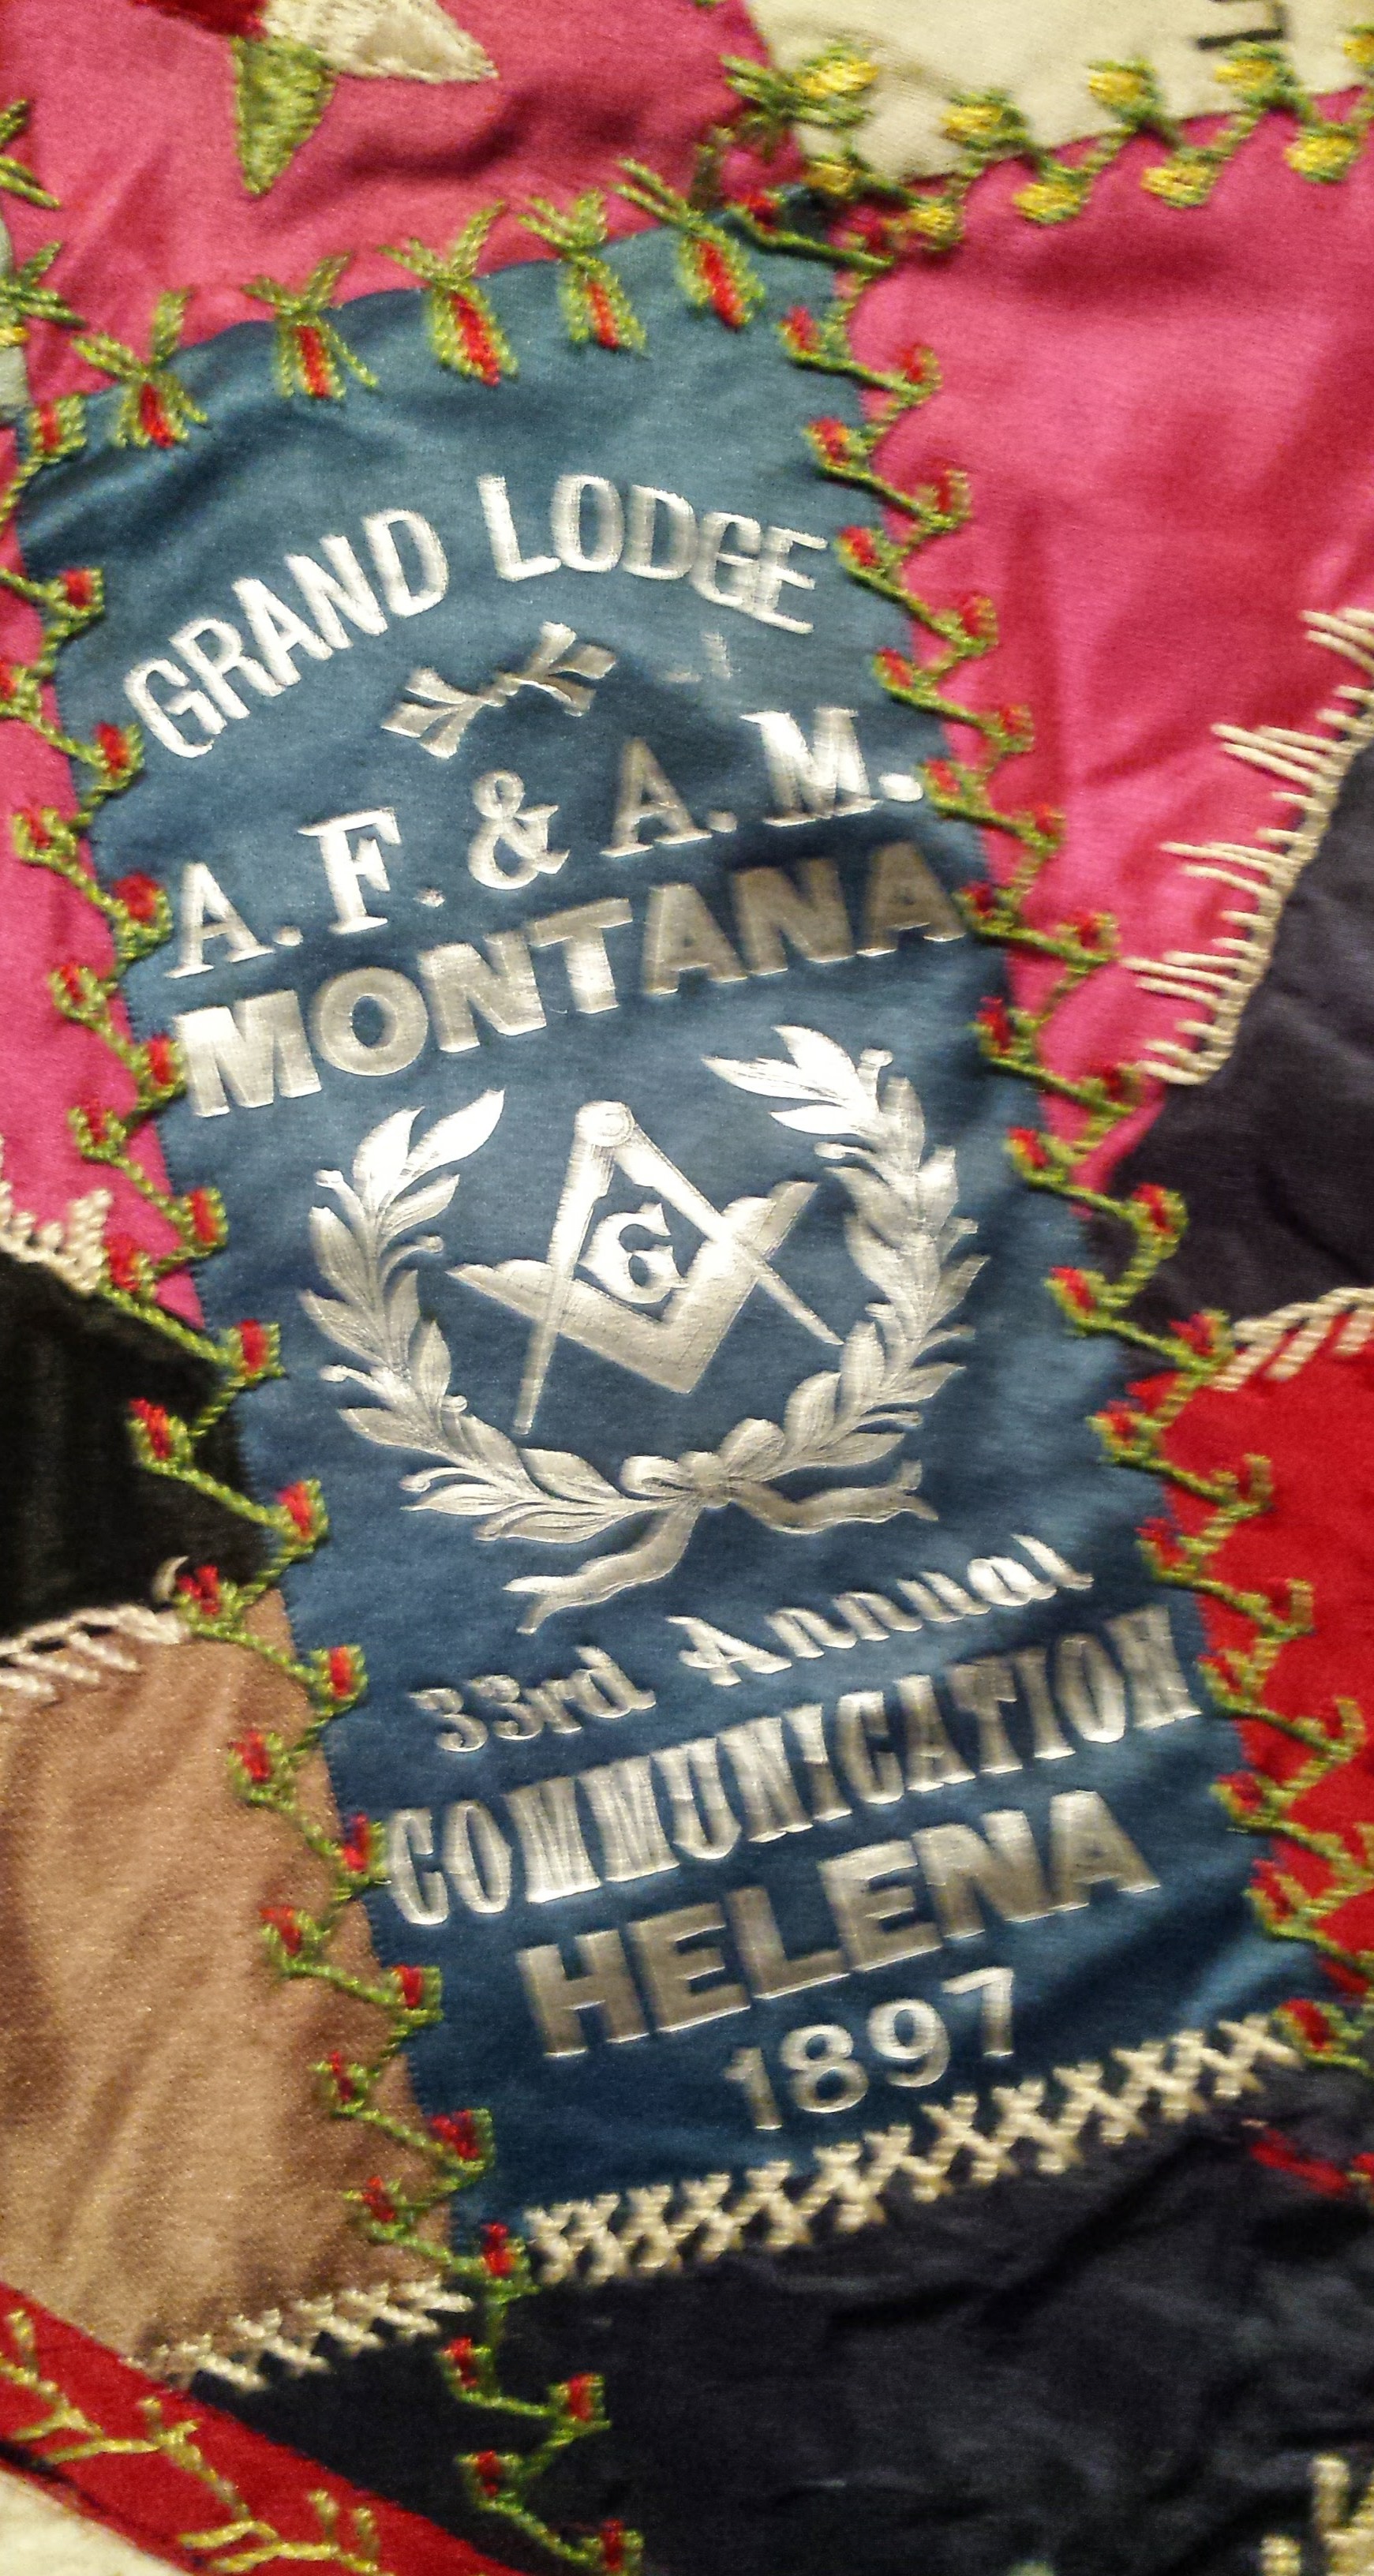 GRAND LODGE
A. F. & A. M.
MONTANA
G
33rd Annual
COMMUNICATION
HELENA
1897